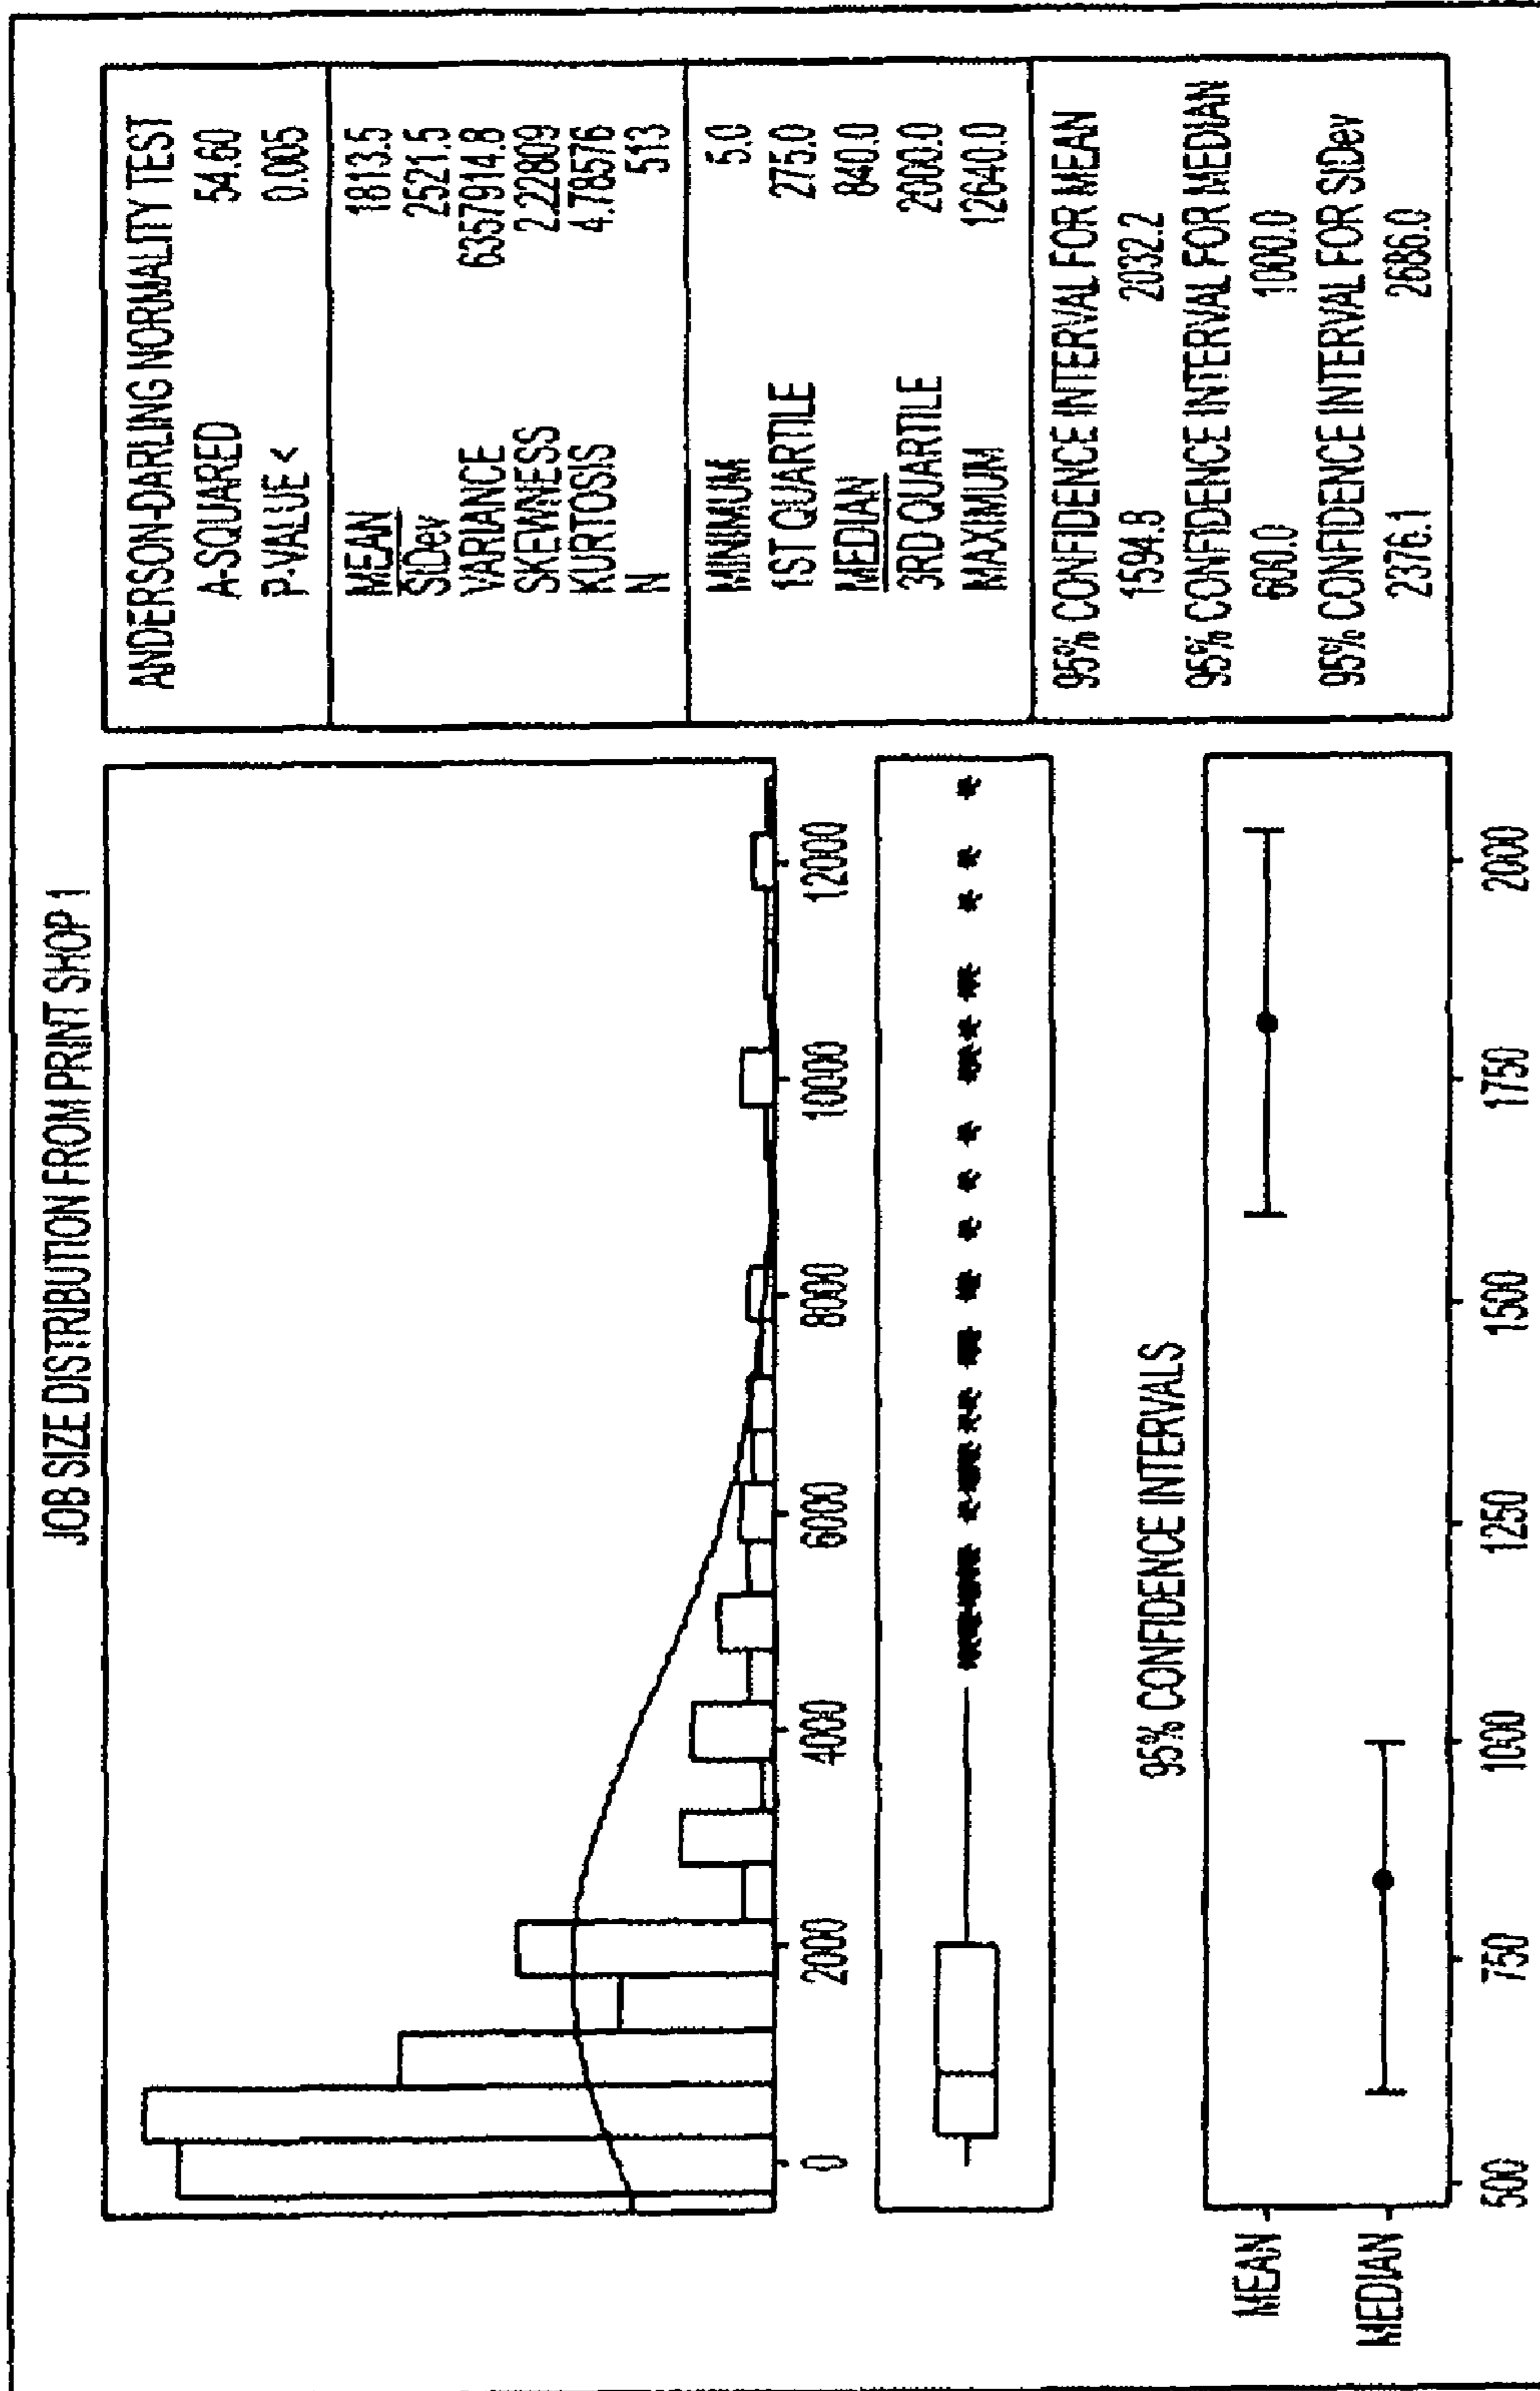 JOB SIZE DISTRIBUTION FROM PRINT SHOP 1
0 2000 4000 6000 8000 10000 12000
95% CONFIDENCE INTERVALS
MEAN
MEDIAN
500 750 1000 1250 1500 1750 2000
ANDERSON-DARLING NORMALITY TEST
A-SQUARED 54.60
P-VALUE < 0.005
MEAN 1813.5
StDev 2521.5
VARIANCE 6357914.8
SKEWNESS 2.22809
KURTOSIS 4.78576
N 513
MINIMUM 5.0
1ST QUARTILE 275.0
MEDIAN 840.0
3RD QUARTILE 2000.0
MAXIMUM 12640.0
95% CONFIDENCE INTERVAL FOR MEAN
1594.8 2032.2
95% CONFIDENCE INTERVAL FOR MEDIAN
600.0 1000.0
95% CONFIDENCE INTERVAL FOR StDev
2376.1 2686.0